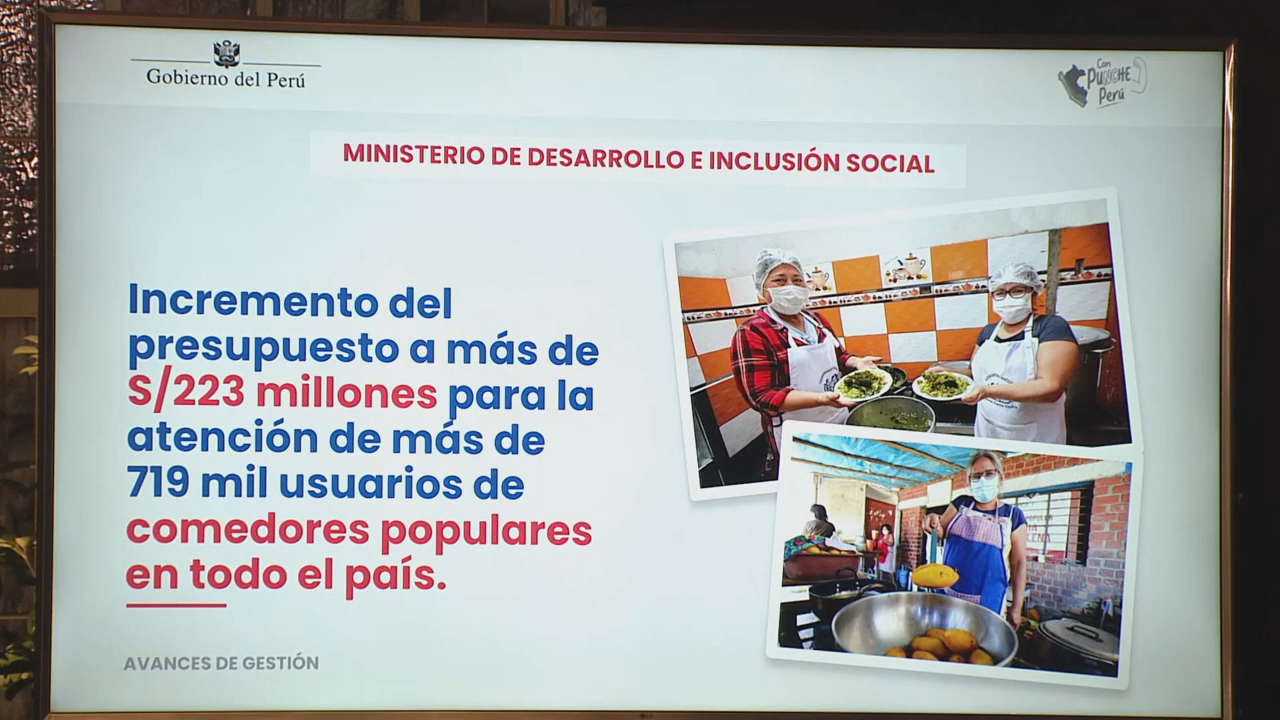 Gobierno del Perú
Con
PUNCHE
Perú
MINISTERIO DE DESARROLLO E INCLUSIÓN SOCIAL
Incremento del
presupuesto a más de
S/223 millones para la
atención de más de
719 mil usuarios de
comedores populares
en todo el país.
AVANCES DE GESTIÓN